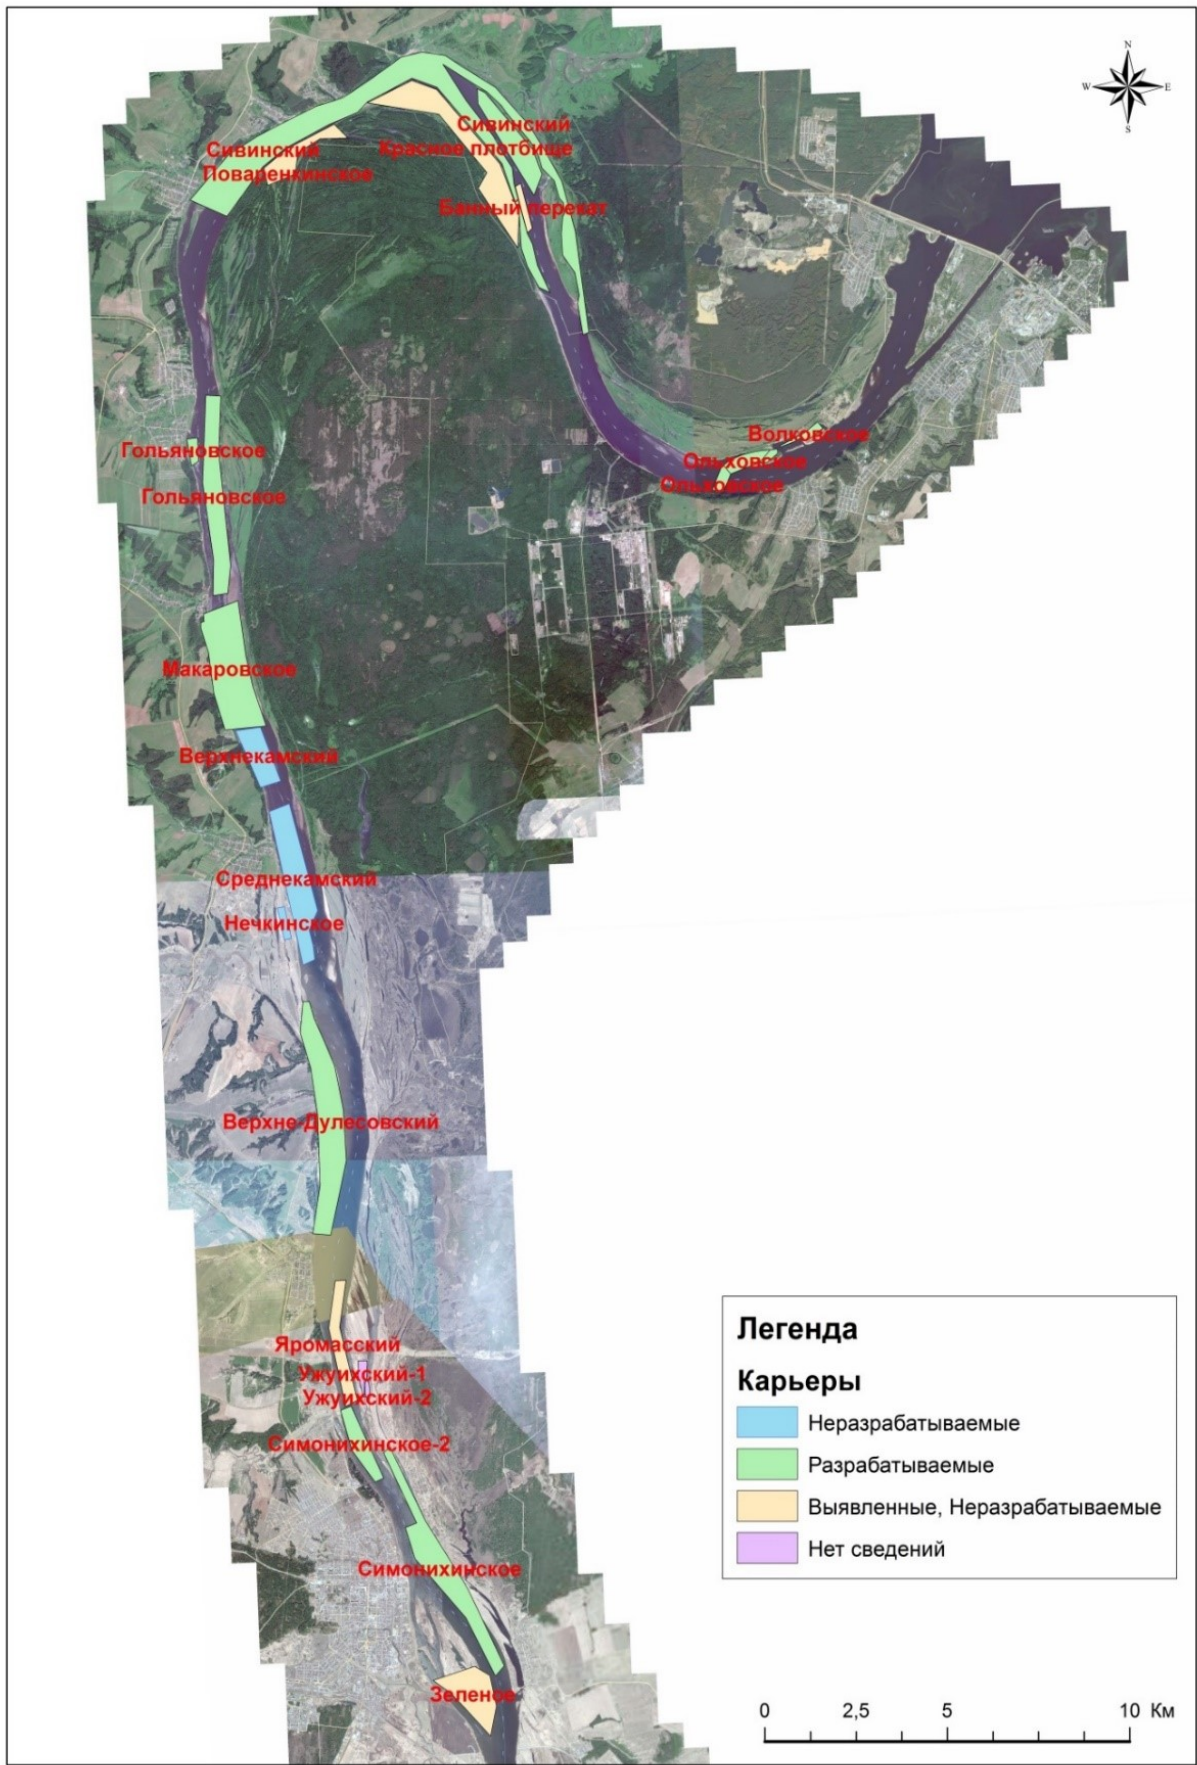 N
W E
S
Сивинский
Красное плотбище
Сивинский
Поваренкинское
Банный перекат
Волковское
Ольховское
Ольховское
Гольяновское
Гольяновское
Макаровское
Верхнекамский
Среднекамский
Нечкинское
Верхне-Дулесовский
Яромасский
Ужуихский-1
Ужуихский-2
Симонихинское-2
Симонихинское
Зеленое
Легенда
Карьеры
Неразрабатываемые
Разрабатываемые
Выявленные, Неразрабатываемые
Нет сведений
0 2,5 5 10 Км